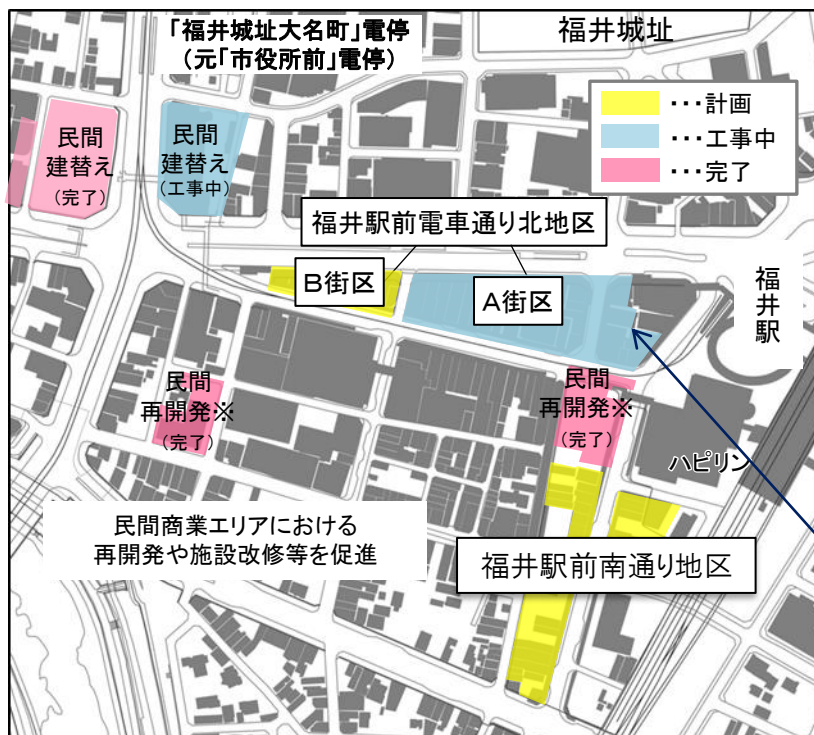 「福井城址大名町」電停
(元「市役所前」電停)
福井城址
・・・計画
・・・工事中
・・・完了
民間
建替え
(完了)
民間
建替え
(工事中)
福井駅前電車通り北地区
B街区
A街区
福井駅
民間
再開発※
(完了)
民間
再開発※
(完了)
ハピリン
民間商業エリアにおける
再開発や施設改修等を促進
福井駅前南通り地区